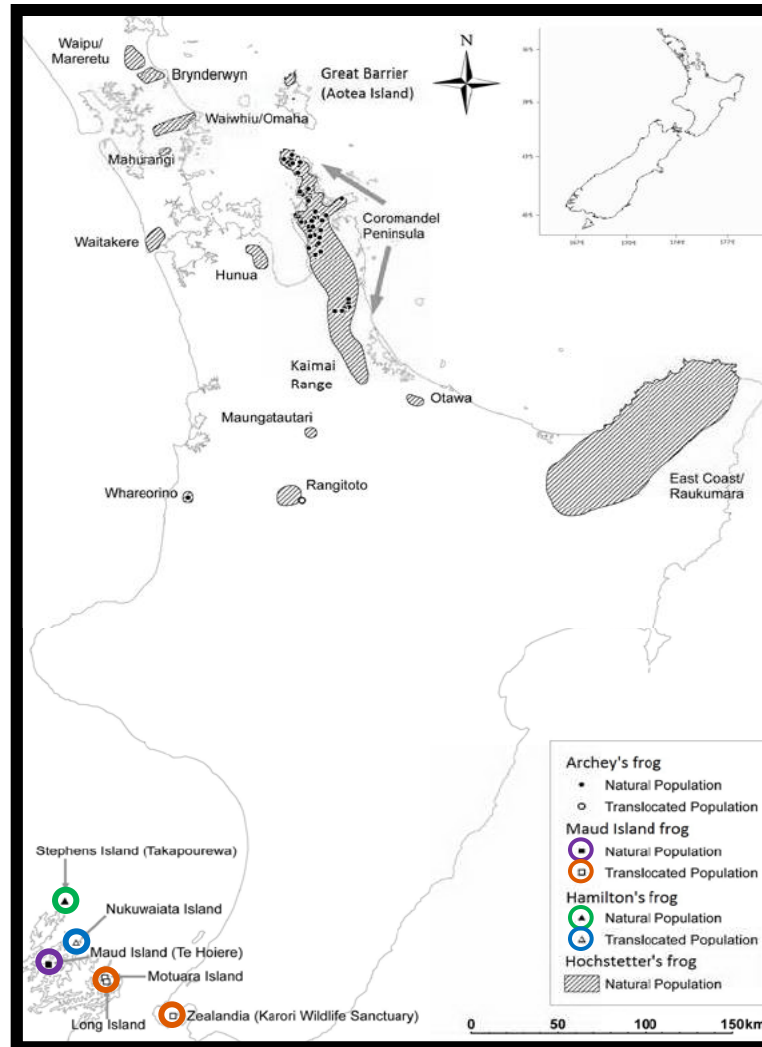 Waipu/
Mareretu
Brynderwyn
Great Barrier
(Aotea Island)
N
Waiwhiu/Omaha
Mahurangi
Coromandel
Peninsula
Waitakere
Hunua
Kaimai
Range
Otawa
Maungatautari
Whareorino
Rangitoto
East Coast/
Raukumara
Archey's frog
Natural Population
Translocated Population
Maud Island frog
Natural Population
Translocated Population
Hamilton's frog
Natural Population
Translocated Population
Hochstetter's frog
Natural Population
Stephens Island (Takapourewa)
Nukuwaiata Island
Maud Island (Te Hoiere)
Motuara Island
Long Island
Zealandia (Karori Wildlife Sanctuary)
0 50 100 150km